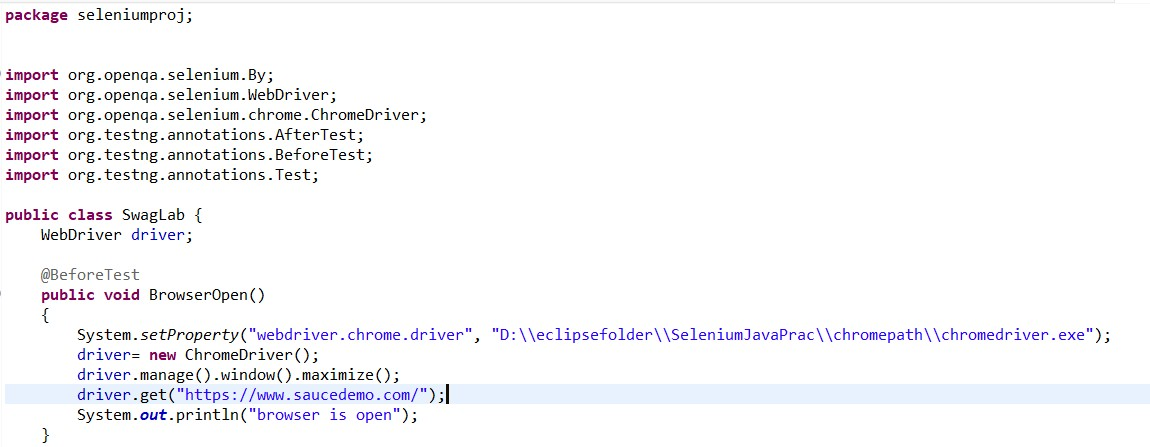 package seleniumproj;
import org.openqa.selenium.By;
import org.openqa.selenium.WebDriver;
import org.openqa.selenium.chrome.ChromeDriver;
import org.testng.annotations.AfterTest;
import org.testng.annotations.BeforeTest;
import org.testng.annotations.Test;
public class SwagLab {
WebDriver driver;
@BeforeTest
public void BrowserOpen()
{
System.setProperty("webdriver.chrome.driver", "D:\\eclipsefolder\\SeleniumJavaPrac\\chromepath\\chromedriver.exe");
driver= new ChromeDriver();
driver.manage().window().maximize();
driver.get("https://www.saucedemo.com/");
System.out.println("browser is open");
}